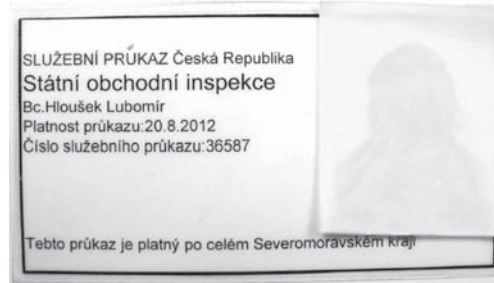 SLUŽEBNÍ PRŮKAZ Česká Republika
Státní obchodní inspekce
Bc.Hloušek Lubomír
Platnost průkazu:20.8.2012
Číslo služebního průkazu:36587
Tebto průkaz je platný po celém Severomoravském kraji